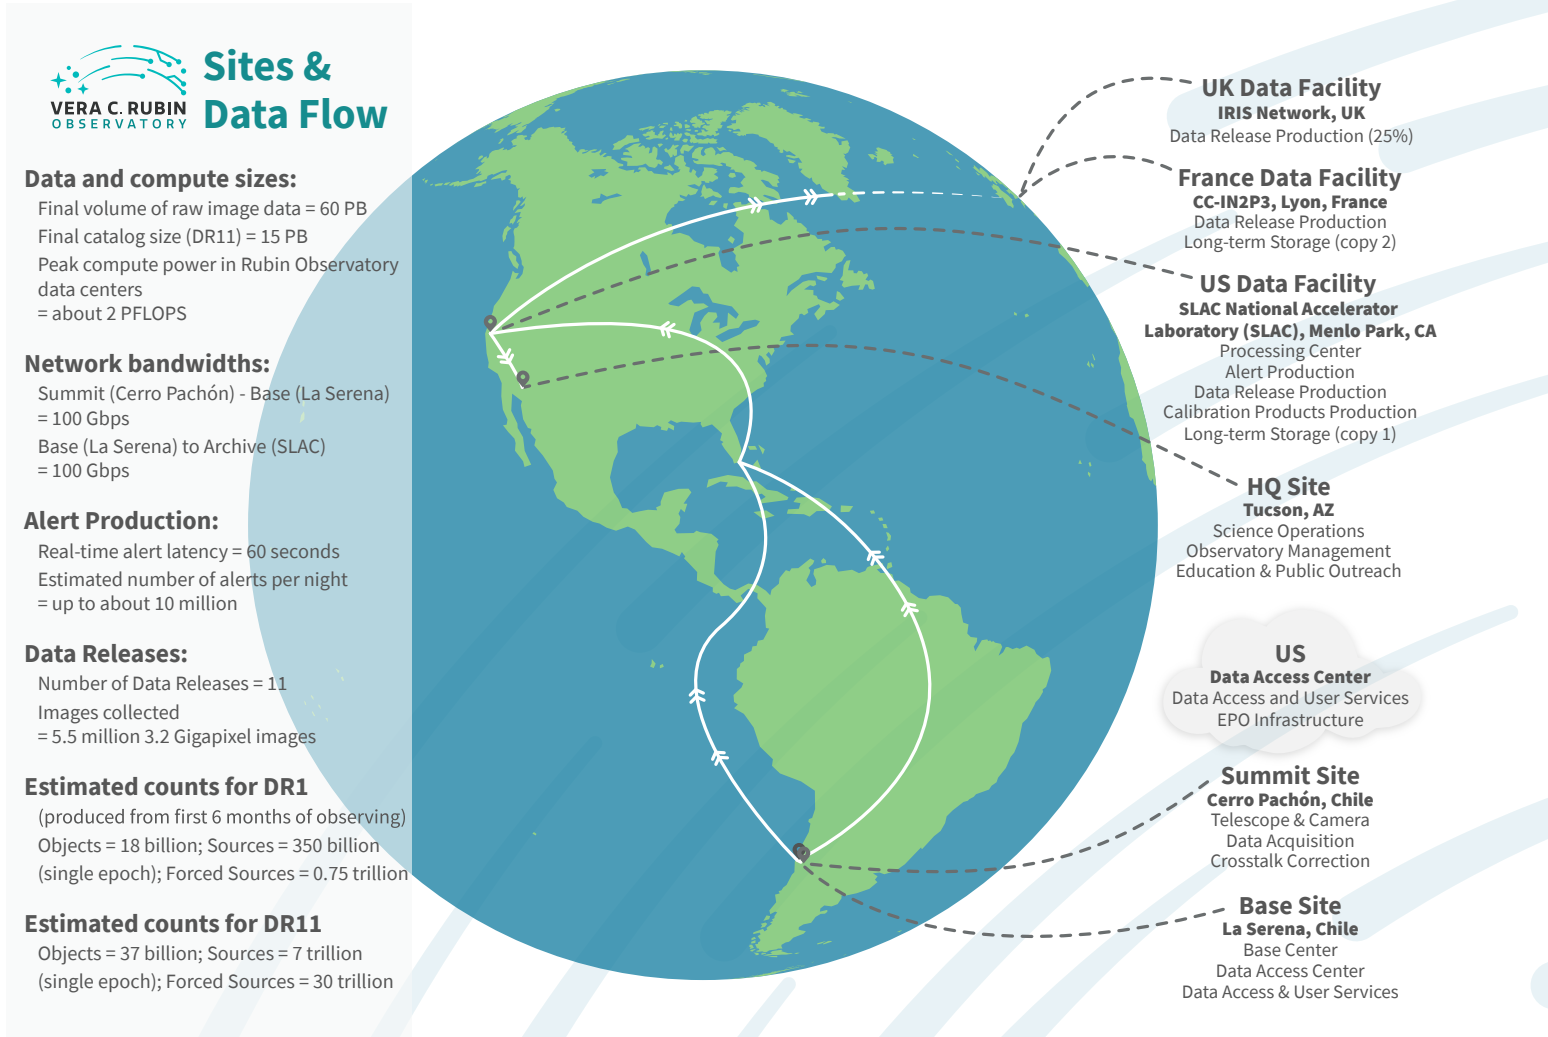 VERA C. RUBIN
OBSERVATORY
Sites &
Data Flow
Data and compute sizes:
Final volume of raw image data = 60 PB
Final catalog size (DR11) = 15 PB
Peak compute power in Rubin Observatory
data centers
= about 2 PFLOPS
Network bandwidths:
Summit (Cerro Pachón) - Base (La Serena)
= 100 Gbps
Base (La Serena) to Archive (SLAC)
= 100 Gbps
Alert Production:
Real-time alert latency = 60 seconds
Estimated number of alerts per night
= up to about 10 million
Data Releases:
Number of Data Releases = 11
Images collected
= 5.5 million 3.2 Gigapixel images
Estimated counts for DR1
(produced from first 6 months of observing)
Objects = 18 billion; Sources = 350 billion
(single epoch); Forced Sources = 0.75 trillion
Estimated counts for DR11
Objects = 37 billion; Sources = 7 trillion
(single epoch); Forced Sources = 30 trillion
UK Data Facility
IRIS Network, UK
Data Release Production (25%)
France Data Facility
CC-IN2P3, Lyon, France
Data Release Production
Long-term Storage (copy 2)
US Data Facility
SLAC National Accelerator
Laboratory (SLAC), Menlo Park, CA
Processing Center
Alert Production
Data Release Production
Calibration Products Production
Long-term Storage (copy 1)
HQ Site
Tucson, AZ
Science Operations
Observatory Management
Education & Public Outreach
US
Data Access Center
Data Access and User Services
EPO Infrastructure
Summit Site
Cerro Pachón, Chile
Telescope & Camera
Data Acquisition
Crosstalk Correction
Base Site
La Serena, Chile
Base Center
Data Access Center
Data Access & User Services